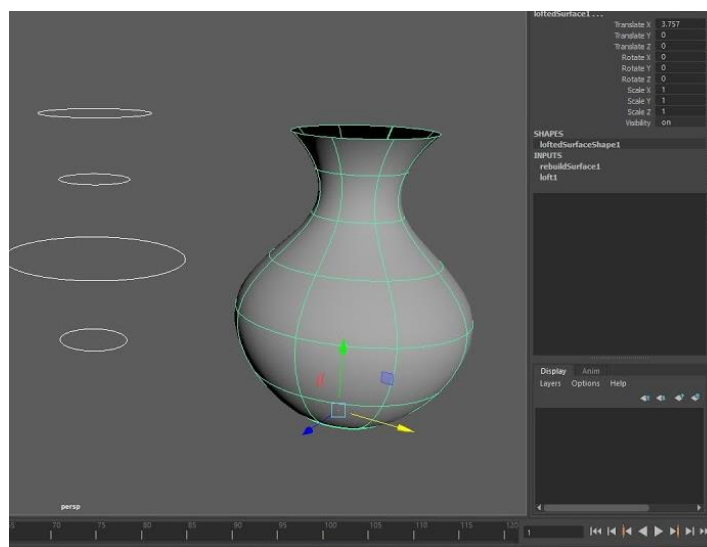 loftedSurface1 ...
Translate X 3.757
Translate Y 0
Translate Z 0
Rotate X 0
Rotate Y 0
Rotate Z 0
Scale X 1
Scale Y 1
Scale Z 1
Visibility on
SHAPES
loftedSurfaceShape1
INPUTS
rebuildSurface1
loft1
Display Anim
Layers Options Help
persp
65 70 75 80 85 90 95 100 105 110 115 120
1